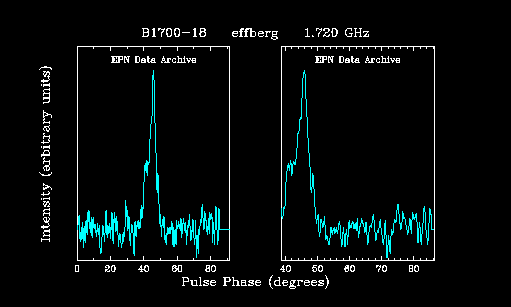 B1700-18 effberg 1.720 GHz
EPN Data Archive EPN Data Archive
Intensity (arbitrary units)
0 20 40 60 80 40 50 60 70 80
Pulse Phase (degrees)